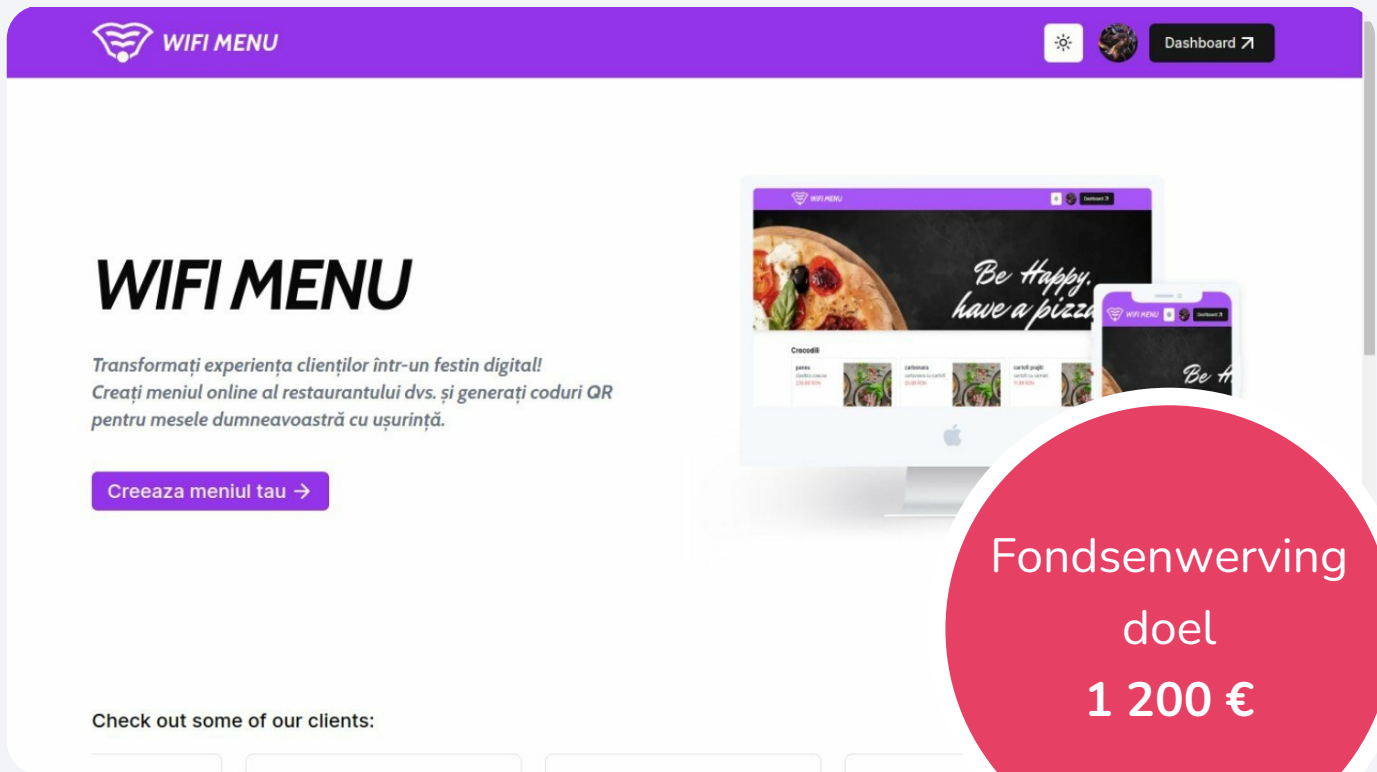 WIFI MENU
Dashboard
WIFI MENU
Transformați experiența clienților într-un festin digital!
Creați meniul online al restaurantului dvs. și generați coduri QR
pentru mesele dumneavoastră cu ușurință.
Creeaza meniul tau →
WIFI MENU
Dashboard
Be Happy.
have a pizza
Crocodili
WIFI MENU
Dashboard
Be H
Fondsenwerving
doel
1 200 €
Check out some of our clients: